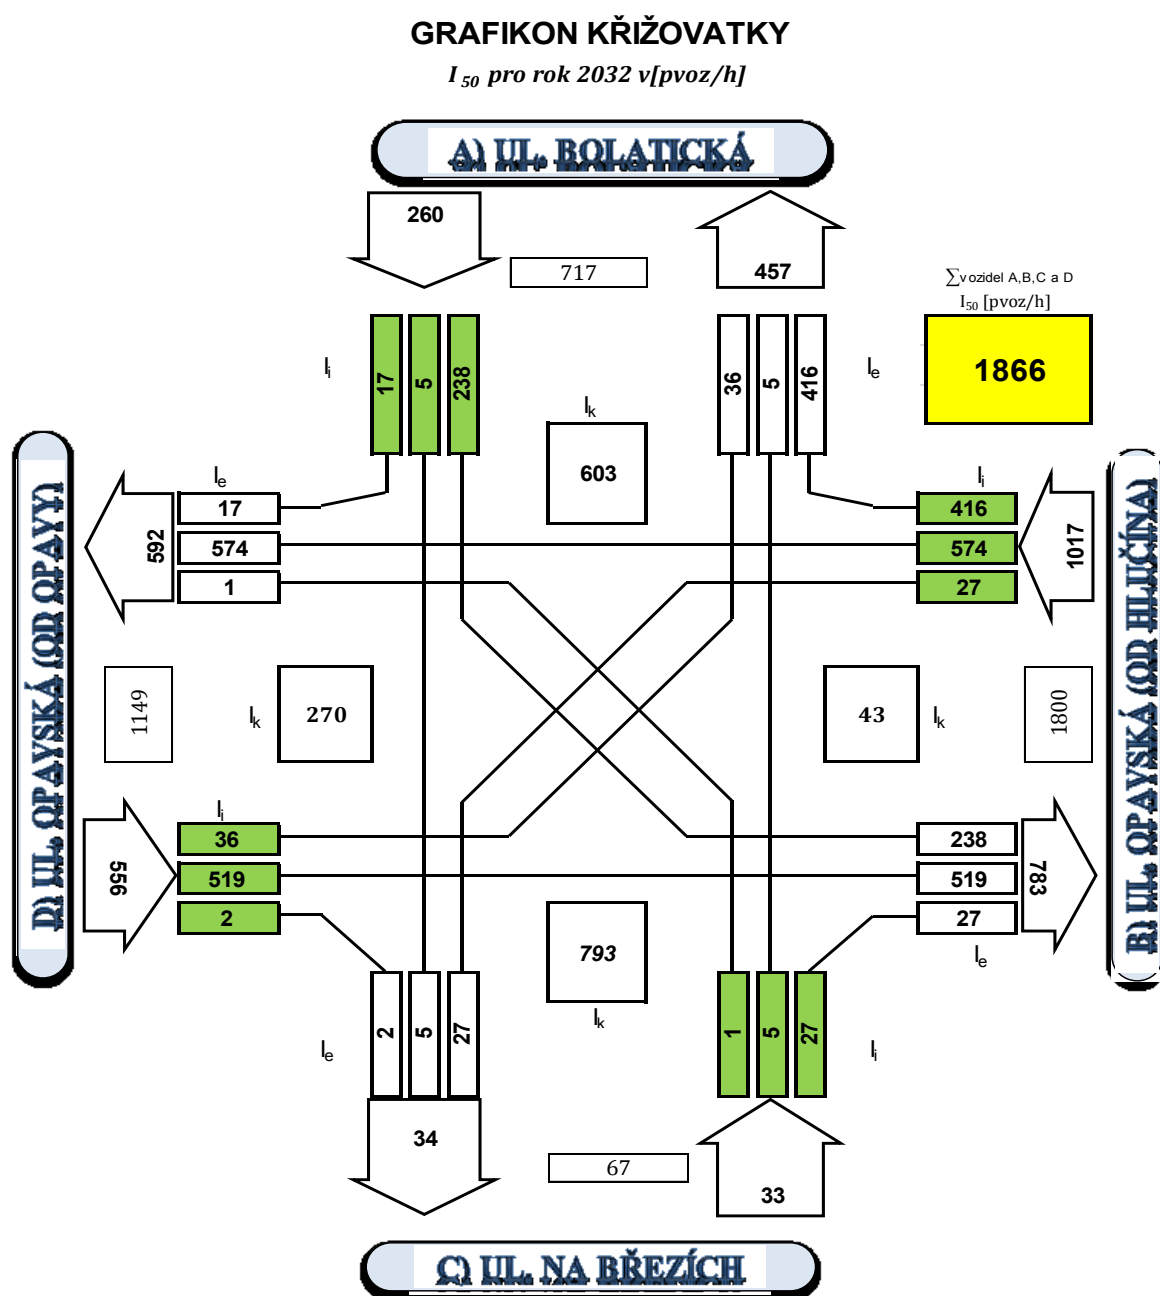 GRAFIKON KŘIŽOVATKY
I 50 pro rok 2032 v[pvoz/h]
A) UL. BOLATICKÁ
260
457
717
∑vozidel A,B,C a D
I50 [pvoz/h]
1866
Ii
17
5
238
36
5
416
Ie
Ik
603
D) UL. OPAVSKÁ (OD OPAVY)
B) UL. OPAVSKÁ (OD HLUČÍNA)
Ie
17
574
1
592
Ii
416
574
27
1017
1149
Ik
270
43
Ik
1800
Ii
36
519
2
556
238
519
27
Ie
783
793
Ik
Ie
2
5
27
1
5
27
Ii
34
67
33
C) UL. NA BŘEZÍCH